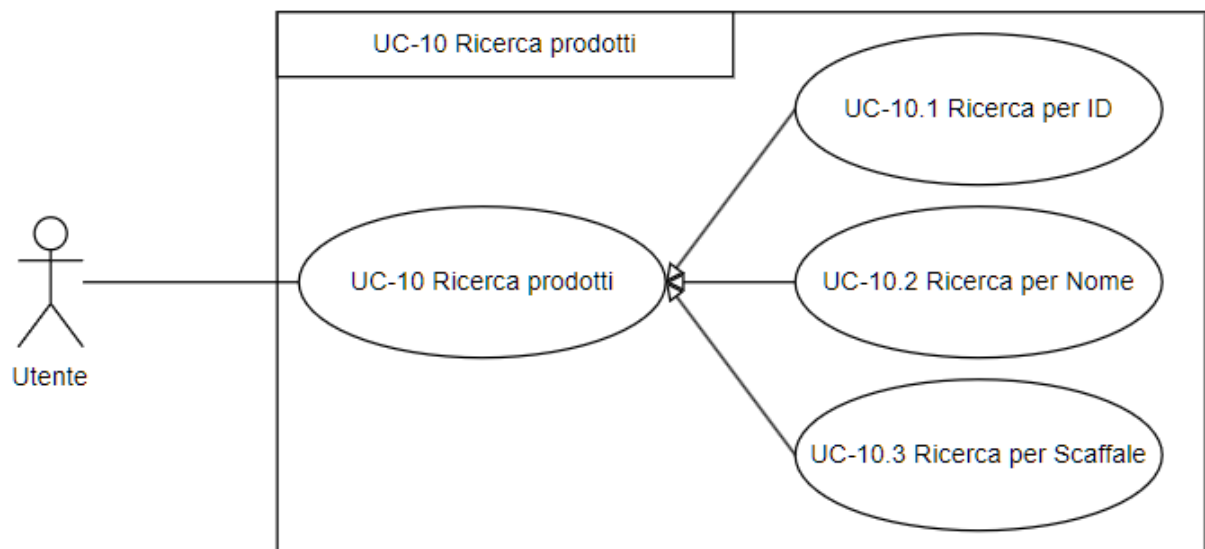 UC-10 Ricerca prodotti
UC-10.1 Ricerca per ID
UC-10 Ricerca prodotti
UC-10.2 Ricerca per Nome
Utente
UC-10.3 Ricerca per Scaffale